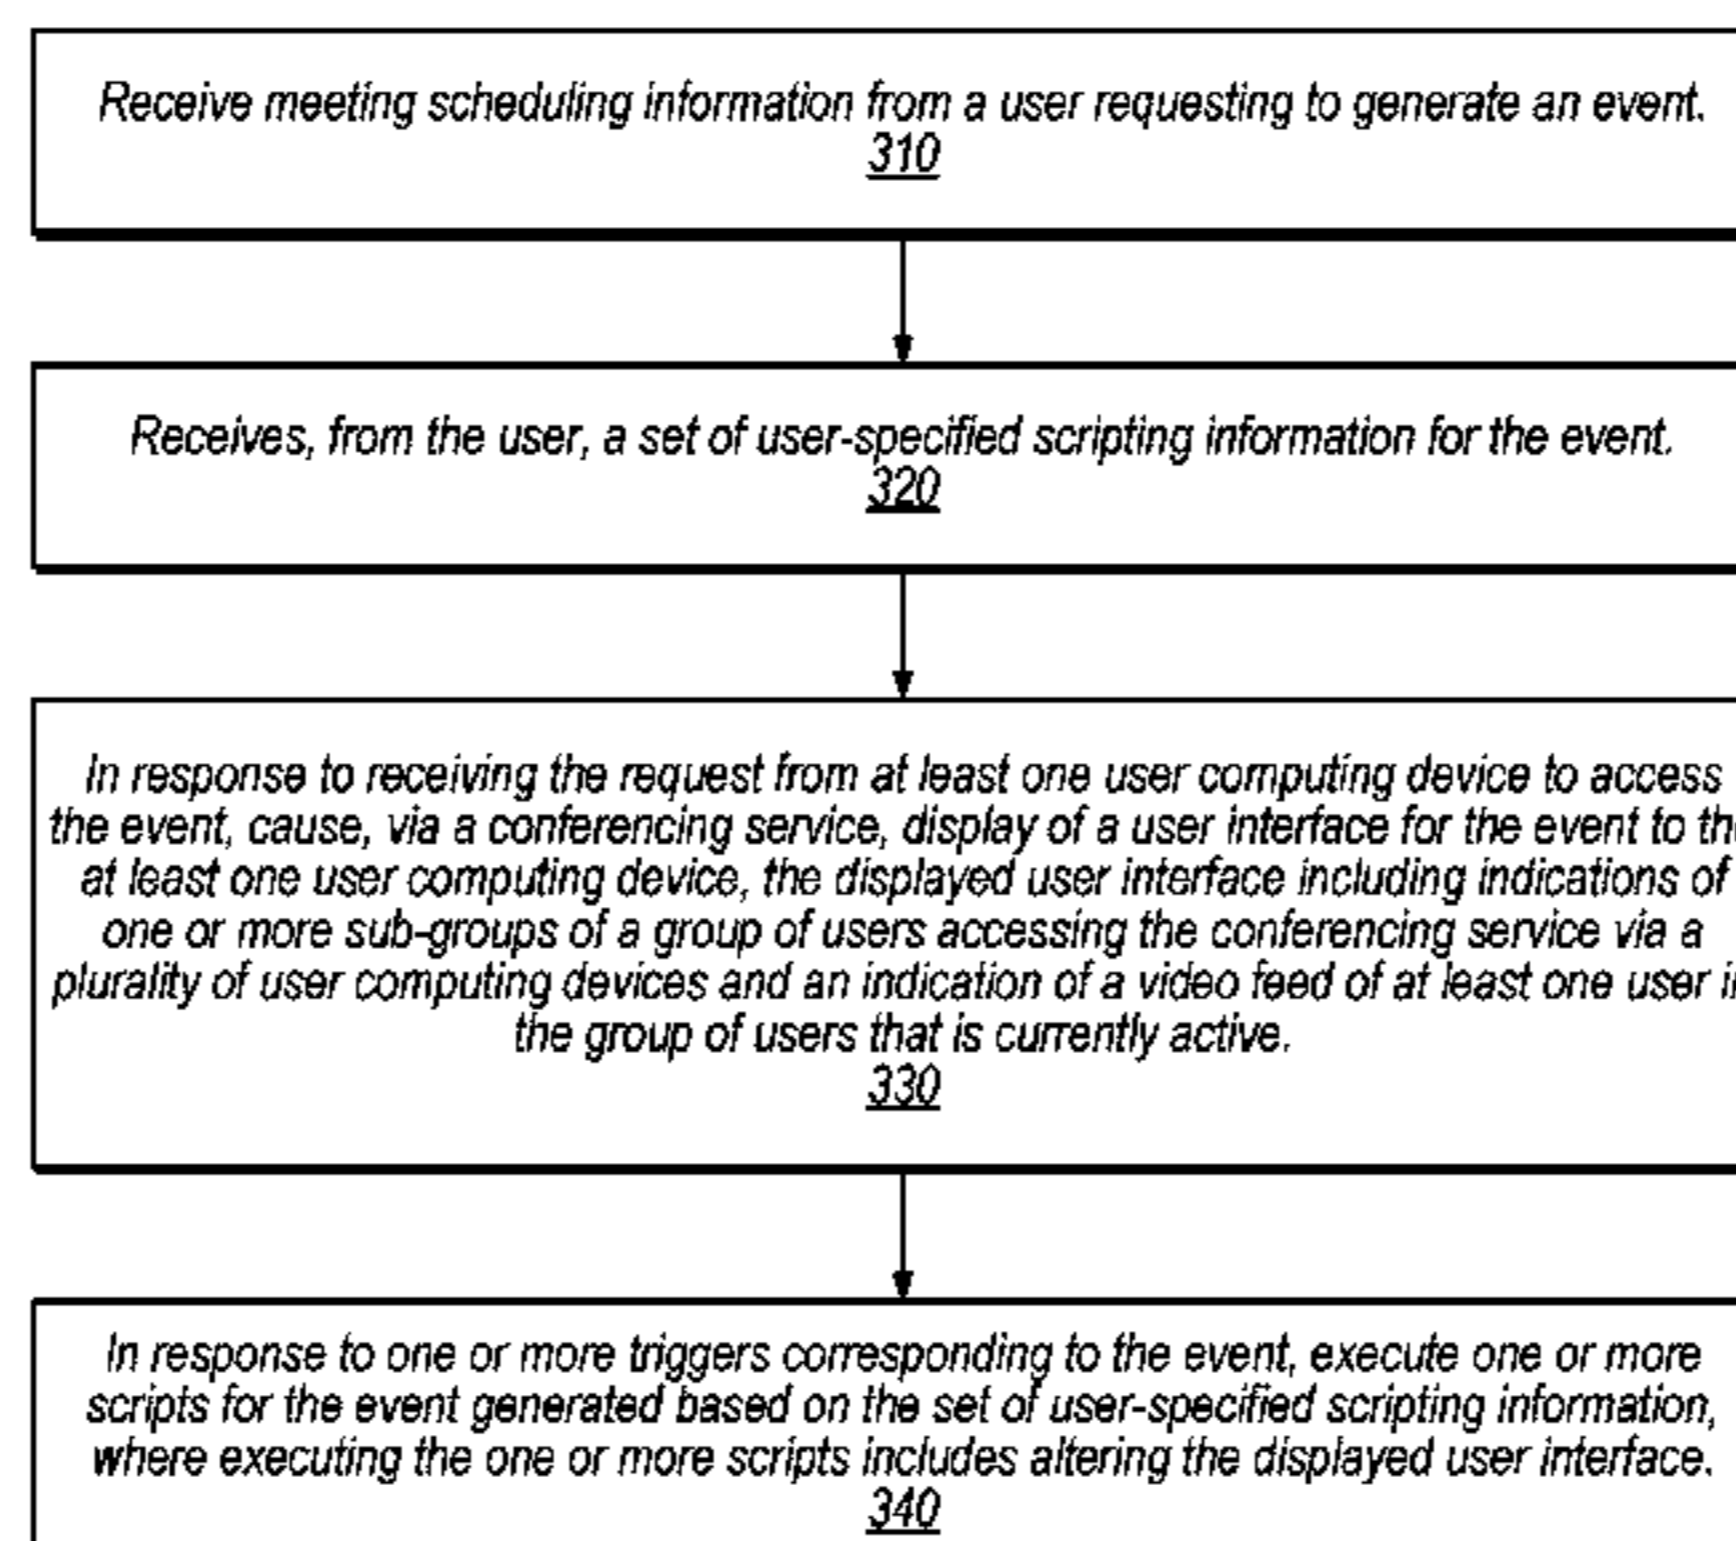 Receive meeting scheduling information from a user requesting to generate an event.
310
Receives, from the user, a set of user-specified scripting information for the event.
320
In response to receiving the request from at least one user computing device to access
the event, cause, via a conferencing service, display of a user interface for the event to
at least one user computing device, the displayed user interface including indications of
one or more sub-groups of a group of users accessing the conferencing service via a
plurality of user computing devices and an indication of a video feed of at least one user
the group of users that is currently active.
330
In response to one or more triggers corresponding to the event, execute one or more
scripts for the event generated based on the set of user-specified scripting information,
where executing the one or more scripts includes altering the displayed user interface.
340